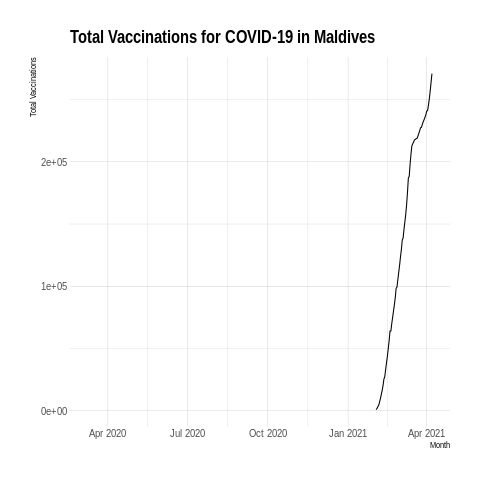 Total Vaccinations for COVID-19 in Maldives
Total Vaccinations
2e+05
1e+05
0e+00
Apr 2020 Jul 2020 Oct 2020 Jan 2021 Apr 2021
Month